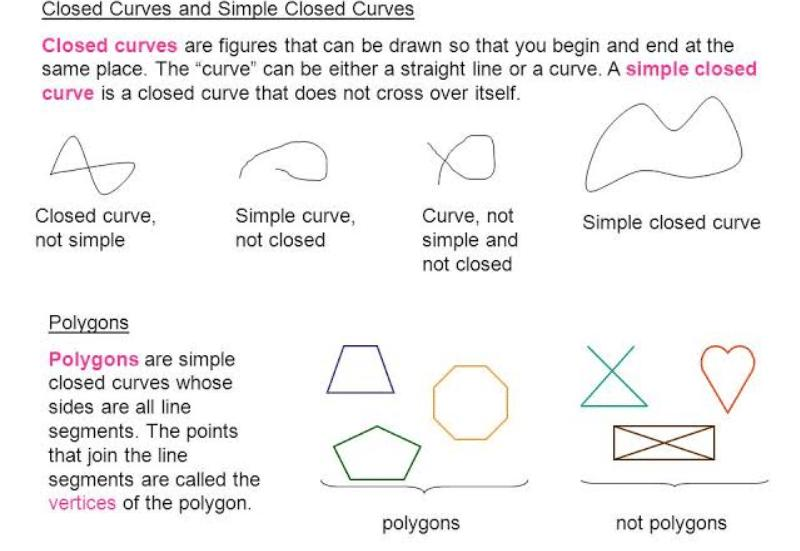 Closed Curves and Simple Closed Curves
Closed curves are figures that can be drawn so that you begin and end at the
same place. The “curve” can be either a straight line or a curve. A simple closed
curve is a closed curve that does not cross over itself.
Closed curve,
not simple
Simple curve,
not closed
Curve, not
simple and
not closed
Simple closed curve
Polygons
Polygons are simple
closed curves whose
sides are all line
segments. The points
that join the line
segments are called the
vertices of the polygon.
polygons
not polygons